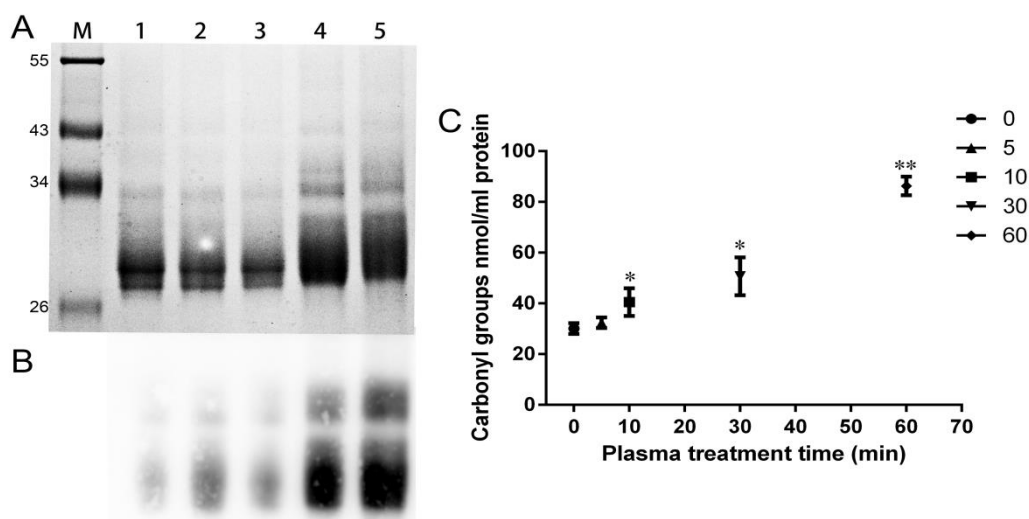 A
M 1 2 3 4 5
55
43
34
26
B
C
Carbonyl groups nmol/ml protein
100
80
60
40
20
0
* * **
0 10 20 30 40 50 60 70
Plasma treatment time (min)
0
5
10
30
60